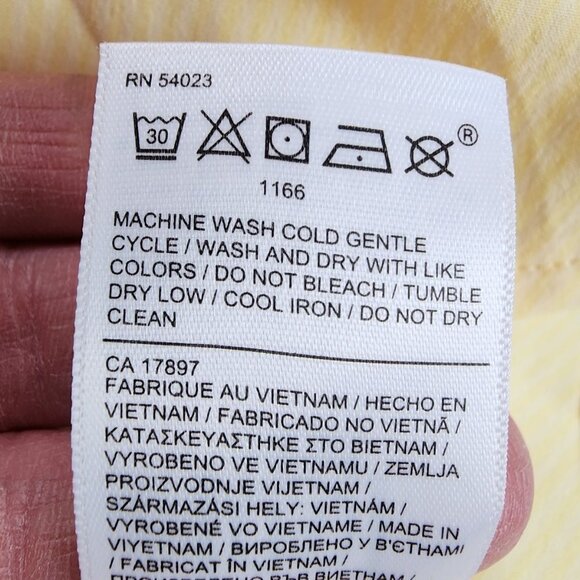 RN 54023
30
®
1166
MACHINE WASH COLD GENTLE
CYCLE / WASH AND DRY WITH LIKE
COLORS / DO NOT BLEACH / TUMBLE
DRY LOW / COOL IRON / DO NOT DRY
CLEAN
CA 17897
FABRIQUE AU VIETNAM / HECHO EN
VIETNAM / FABRICADO NO VIETNÃ /
ΚΑΤΑΣΚΕΥΑΣΤΗΚΕ ΣΤΟ ΒΙΕΤΝΑΜ /
VYROBENO VE VIETNAMU / ZEMLJA
PROIZVODNJE VIJETNAM /
SZÁRMAZÁSI HELY: VIETNÁM /
VYROBENÉ VO VIETNAME / MADE IN
VIYETNAM / ВИРОБЛЕНО У В'ЄТНАМІ
/ FABRICAT ÎN VIETNAM /
ПРОИЗВЕДЕНО ВЪВ ВИЕТНАМ /